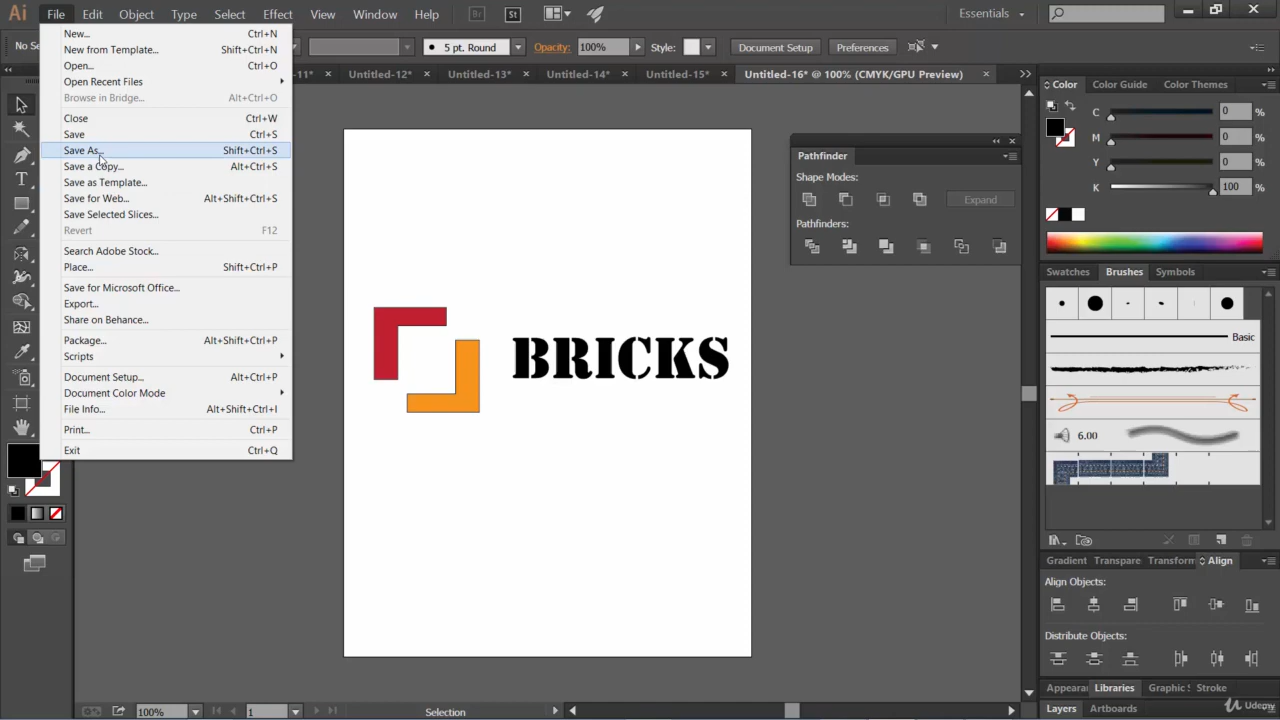 Ai File Edit Object Type Select Effect View Window Help Br St Essentials
5 pt. Round Opacity: 100% Style: Document Setup Preferences
Untitled-12* × Untitled-13* × Untitled-14* × Untitled-15* × Untitled-16* @ 100% (CMYK/GPU Preview) ×
New... Ctrl+N
New from Template... Shift+Ctrl+N
Open... Ctrl+O
Open Recent Files
Browse in Bridge... Alt+Ctrl+O
Close Ctrl+W
Save Ctrl+S
Save As... Shift+Ctrl+S
Save a Copy... Alt+Ctrl+S
Save as Template...
Save for Web... Alt+Shift+Ctrl+S
Save Selected Slices...
Revert F12
Search Adobe Stock...
Place... Shift+Ctrl+P
Save for Microsoft Office...
Export...
Share on Behance...
Package... Alt+Shift+Ctrl+P
Scripts
Document Setup... Alt+Ctrl+P
Document Color Mode
File Info... Alt+Shift+Ctrl+I
Print... Ctrl+P
Exit Ctrl+Q
BRICKS
Pathfinder
Shape Modes:
Expand
Pathfinders:
Color Color Guide Color Themes
C 0 %
M 0 %
Y 0 %
K 100 %
Swatches Brushes Symbols
Basic
6.00
Gradient Transpare Transform Align
Align Objects:
Distribute Objects:
Appeara Libraries Graphic Stroke
Layers Artboards
100% 1 Selection
Udemy